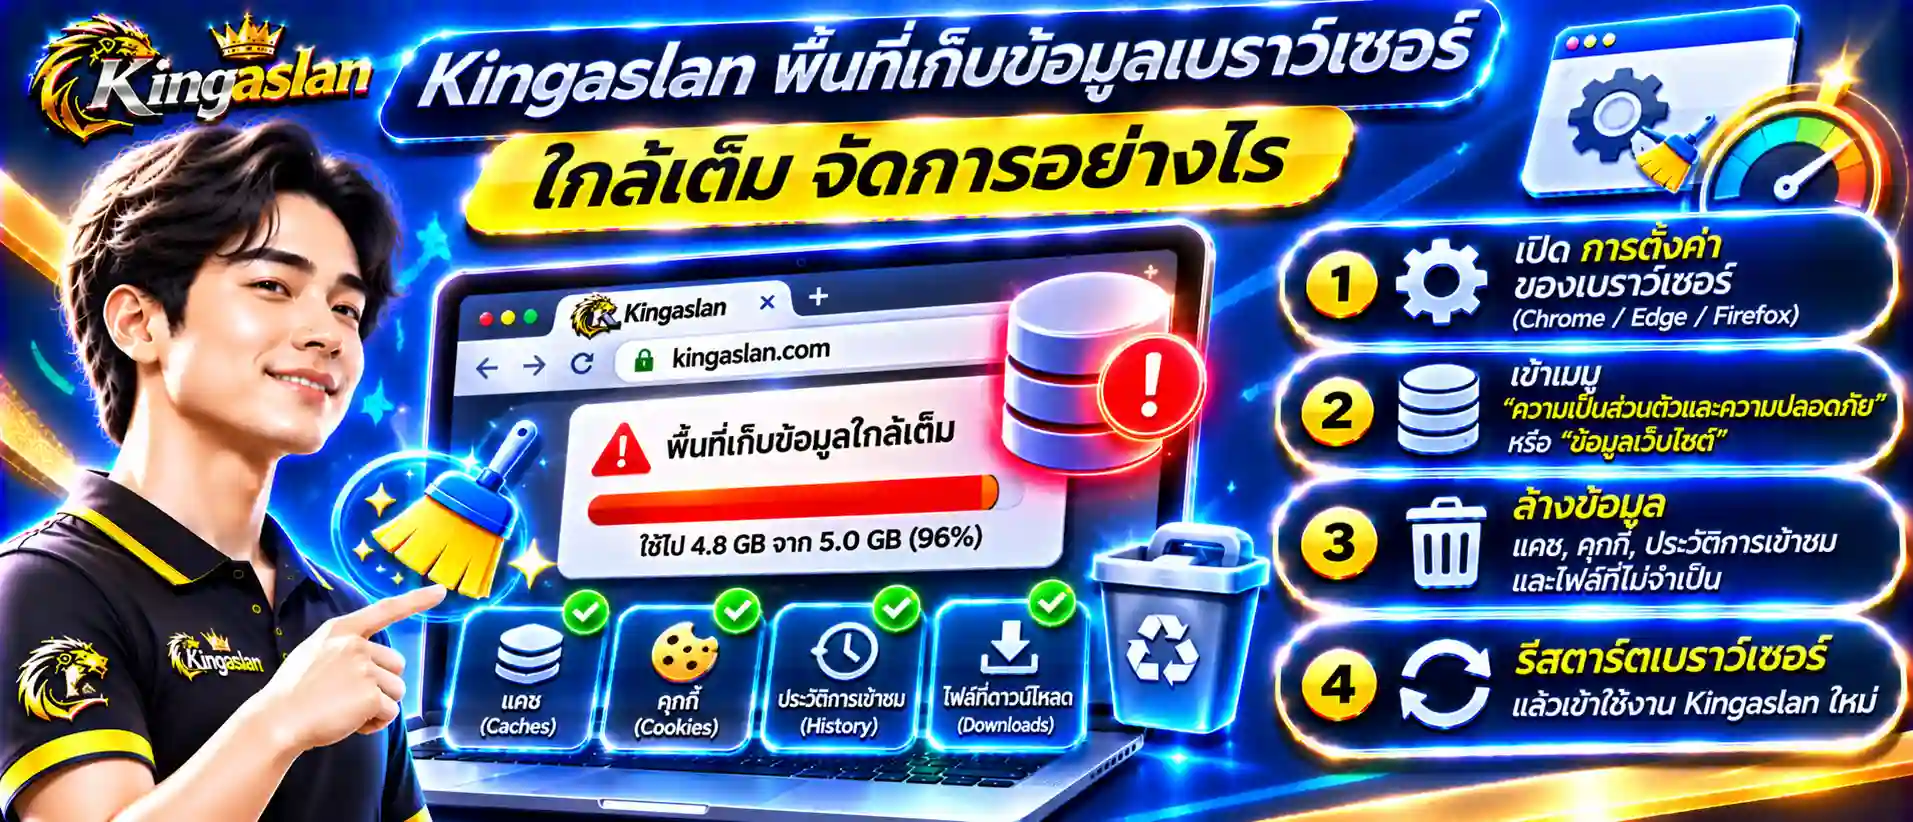 Kingaslan
Kingaslan พื้นที่เก็บข้อมูลเบราว์เซอร์
ใกล้เต็ม จัดการอย่างไร
Kingaslan
kingaslan.com
พื้นที่เก็บข้อมูลใกล้เต็ม
ใช้ไป 4.8 GB จาก 5.0 GB (96%)
แคช
(Caches)
คุกกี้
(Cookies)
ประวัติการเข้าชม
(History)
ไฟล์ที่ดาวน์โหลด
(Downloads)
Kingaslan
1
เปิด การตั้งค่า
ของเบราว์เซอร์
(Chrome / Edge / Firefox)
2
เข้าเมนู
“ความเป็นส่วนตัวและความปลอดภัย”
หรือ “ข้อมูลเว็บไซต์”
3
ล้างข้อมูล
แคช, คุกกี้, ประวัติการเข้าชม
และไฟล์ที่ไม่จำเป็น
4
รีสตาร์ตเบราว์เซอร์
แล้วเข้าใช้งาน Kingaslan ใหม่